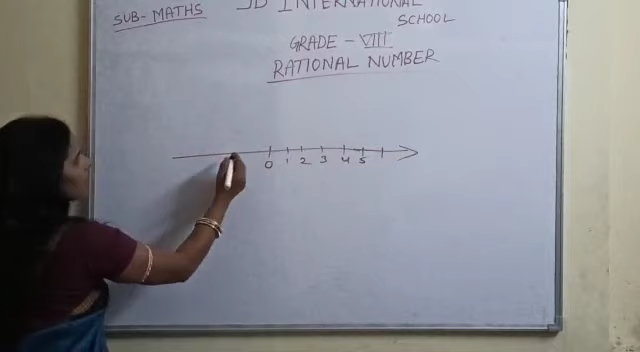 SUB- MATHS
JD INTERNATIONAL
SCHOOL
GRADE - VIII
RATIONAL NUMBER
0 1 2 3 4 5